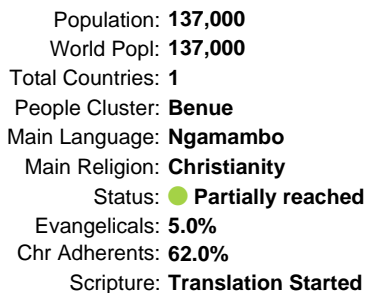 Population: 137,000
World Popl: 137,000
Total Countries: 1
People Cluster: Benue
Main Language: Ngamambo
Main Religion: Christianity
Status: Partially reached
Evangelicals: 5.0%
Chr Adherents: 62.0%
Scripture: Translation Started